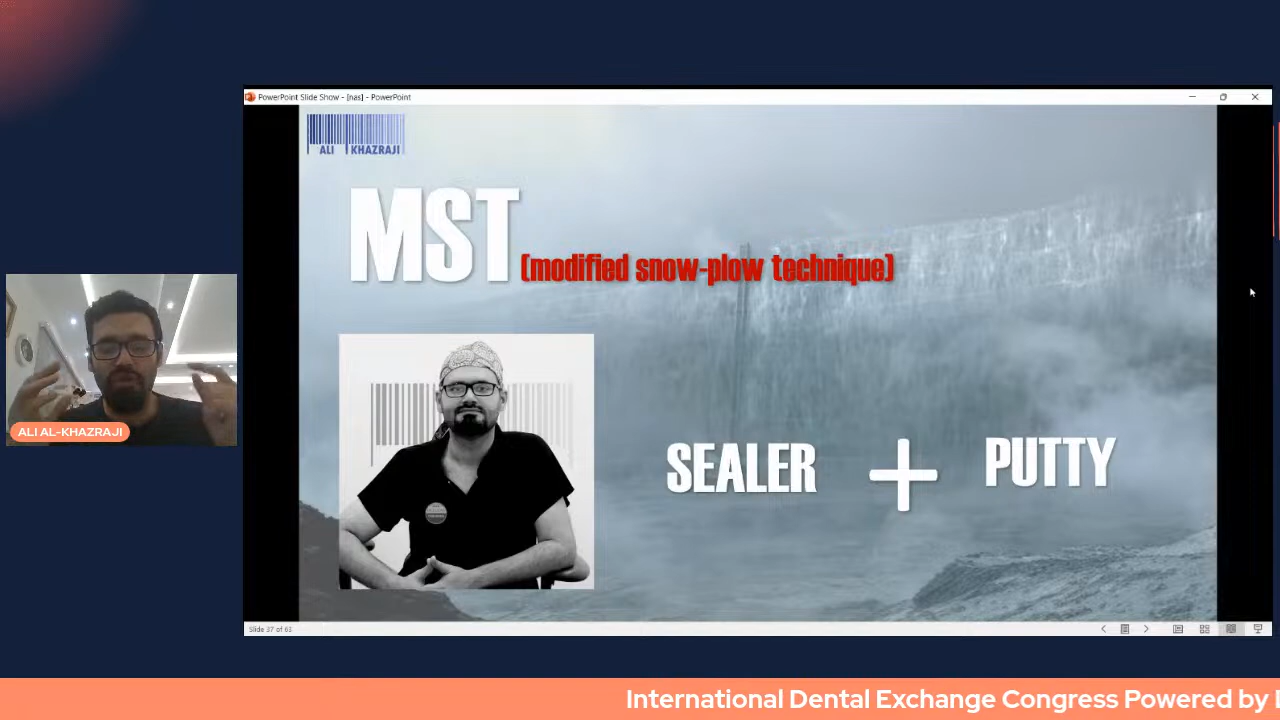 PowerPoint Slide Show - [nas] - PowerPoint
ALI KHAZRAJI
MST
(modified snow-plow technique)
SEALER + PUTTY
ALI AL-KHAZRAJI
Slide 37 of 63
International Dental Exchange Congress Powered by